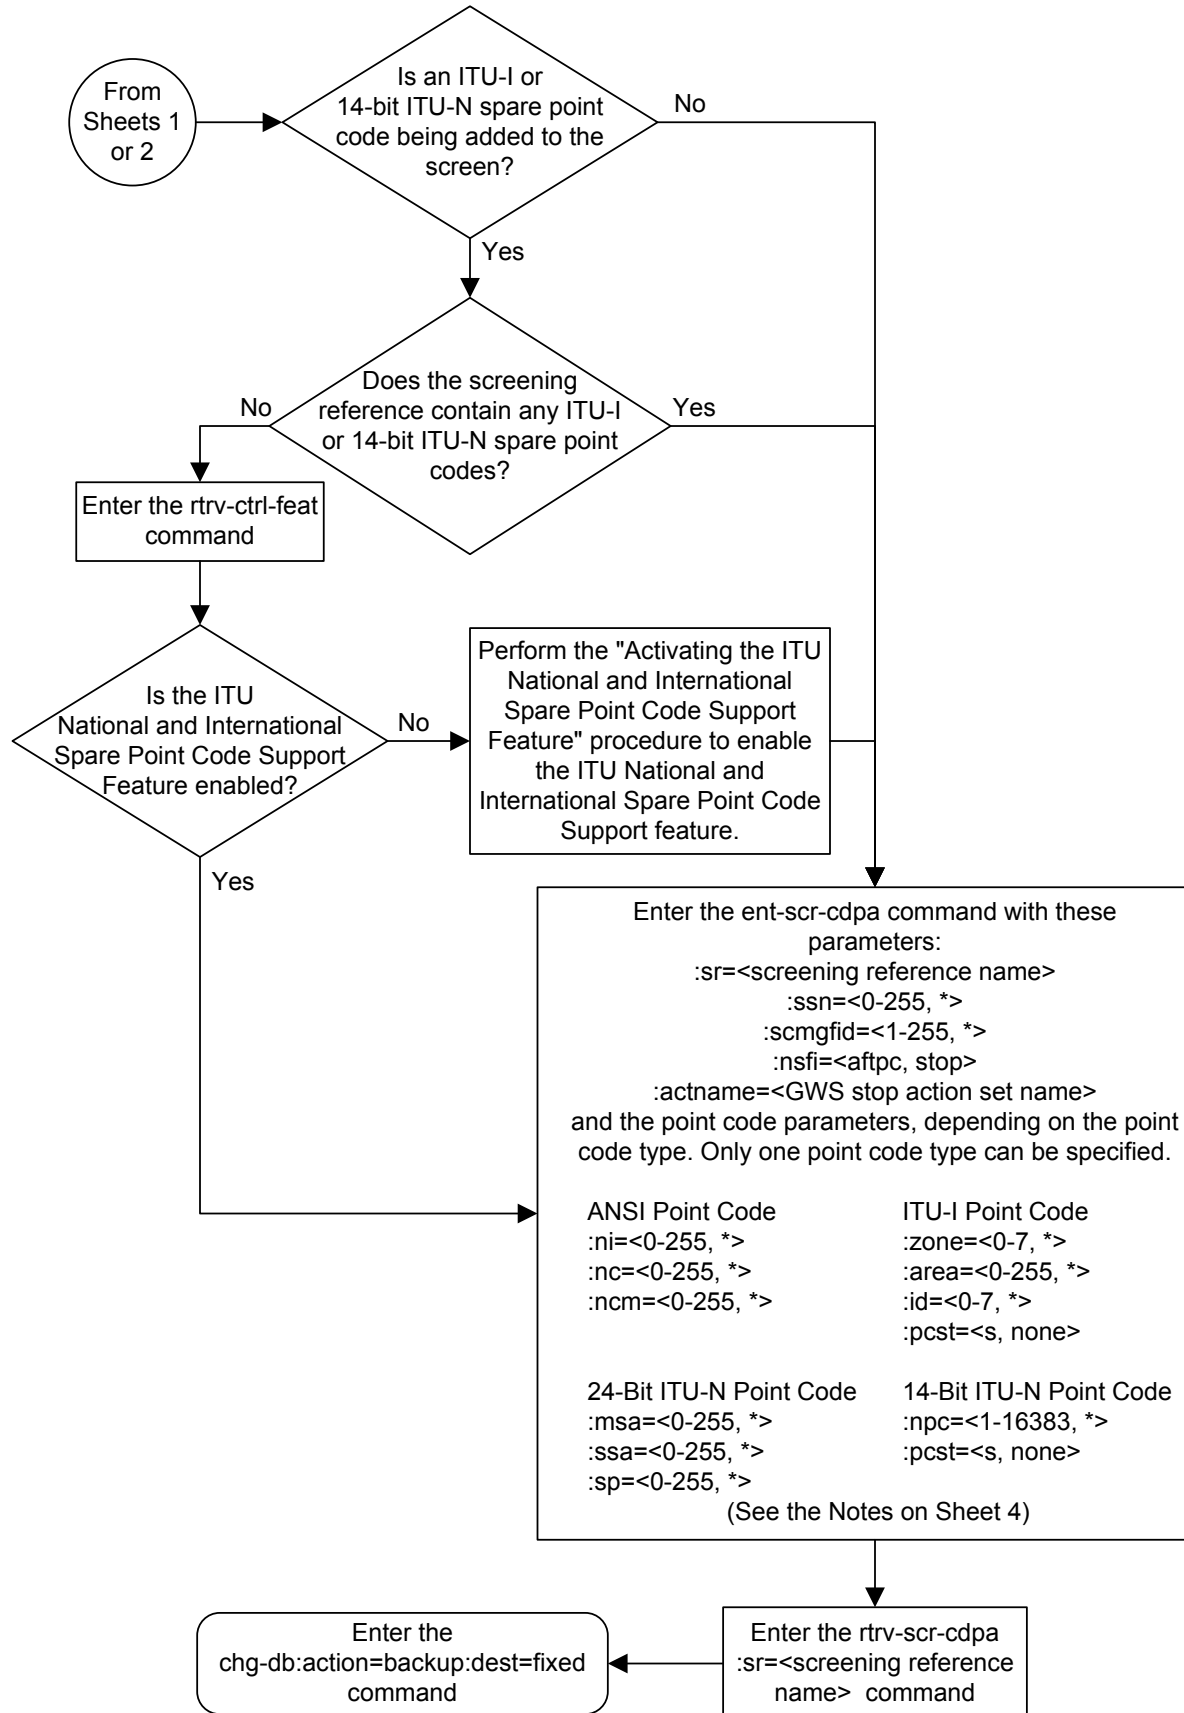 From
Sheets 1
or 2
Is an ITU-I or
14-bit ITU-N spare point
code being added to the
screen?
No
Yes
Does the screening
reference contain any ITU-I
or 14-bit ITU-N spare point
codes?
No
Yes
Enter the rtrv-ctrl-feat
command
Is the ITU
National and International
Spare Point Code Support
Feature enabled?
No
Yes
Perform the "Activating the ITU
National and International
Spare Point Code Support
Feature" procedure to enable
the ITU National and
International Spare Point Code
Support feature.
Enter the ent-scr-cdpa command with these
parameters:
:sr=<screening reference name>
:ssn=<0-255, *>
:scmgfid=<1-255, *>
:nsfi=<aftpc, stop>
:actname=<GWS stop action set name>
and the point code parameters, depending on the point
code type. Only one point code type can be specified.
ANSI Point Code
:ni=<0-255, *>
:nc=<0-255, *>
:ncm=<0-255, *>
ITU-I Point Code
:zone=<0-7, *>
:area=<0-255, *>
:id=<0-7, *>
:pcst=<s, none>
24-Bit ITU-N Point Code
:msa=<0-255, *>
:ssa=<0-255, *>
:sp=<0-255, *>
14-Bit ITU-N Point Code
:npc=<1-16383, *>
:pcst=<s, none>
(See the Notes on Sheet 4)
Enter the rtrv-scr-cdpa
:sr=<screening reference
name> command
Enter the
chg-db:action=backup:dest=fixed
command